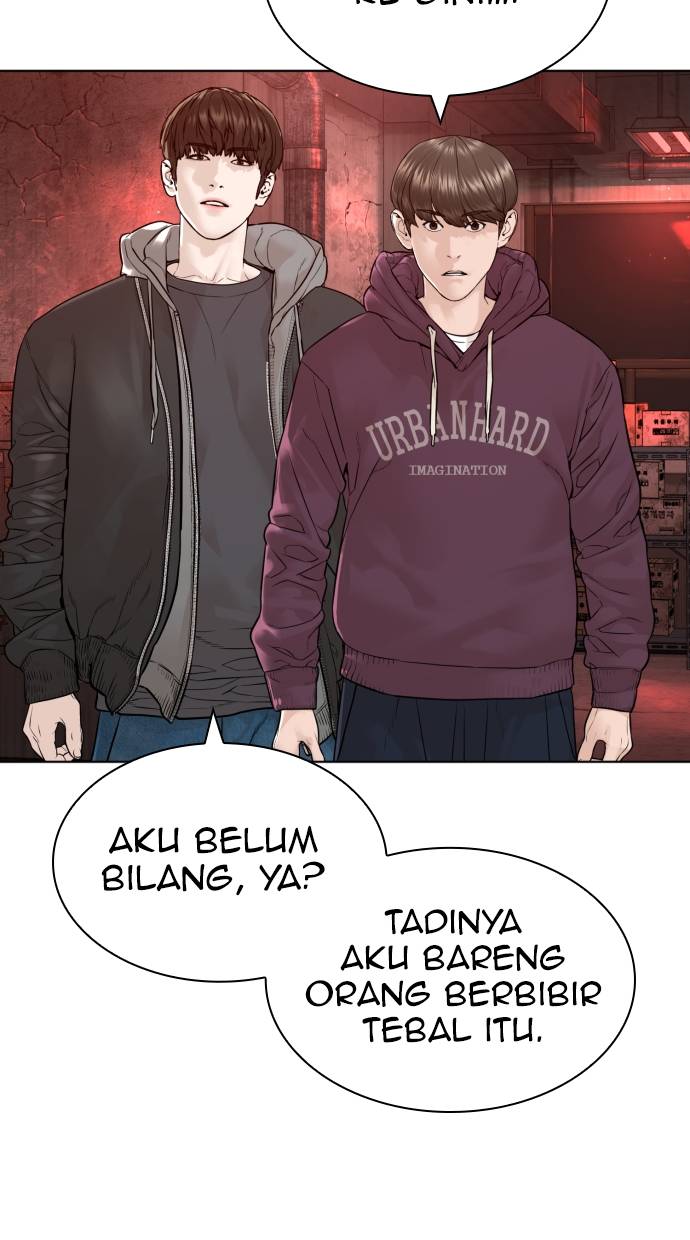 URBANHARD
IMAGINATION
AKU BELUM
BILANG, YA?
TADINYA
AKU BARENG
ORANG BERBIBIR
TEBAL ITU.